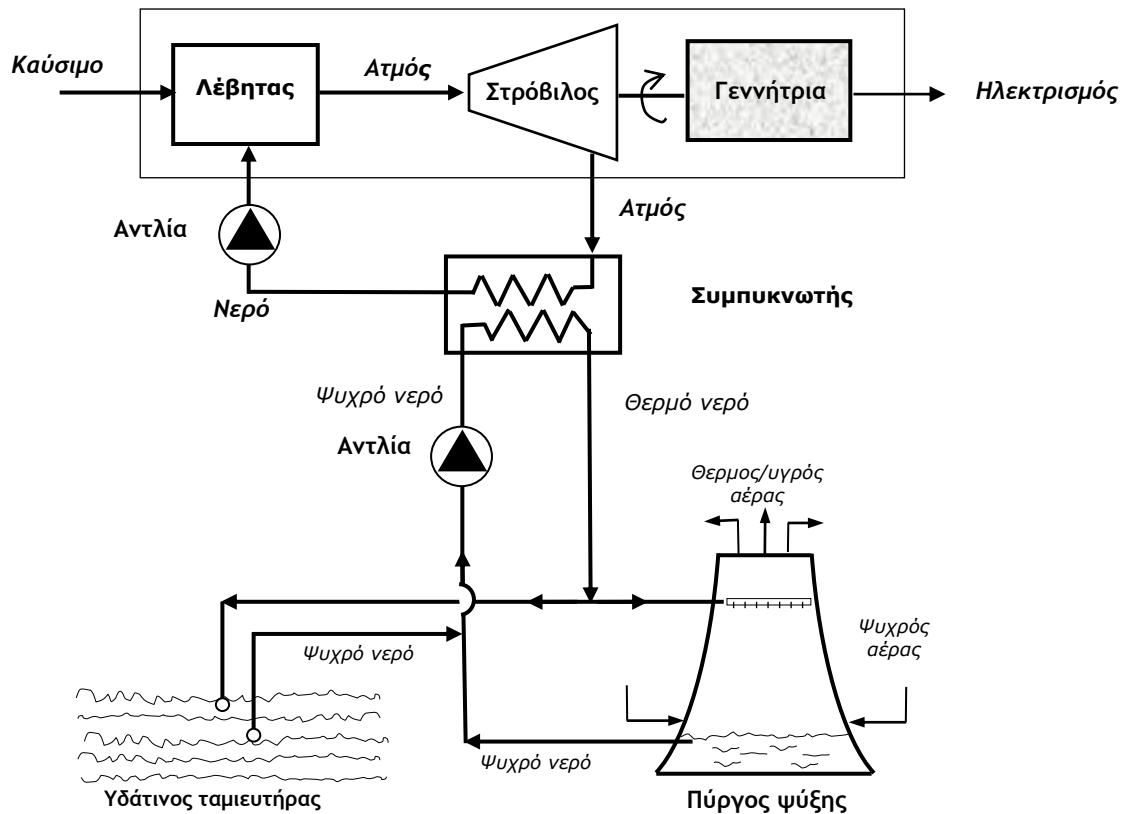 Καύσιμο
Λέβητας
Ατμός
Στρόβιλος
Γεννήτρια
Ηλεκτρισμός
Αντλία
Ατμός
Νερό
Συμπυκνωτής
Ψυχρό νερό
Θερμό νερό
Αντλία
Θερμος/υγρός
αέρας
Ψυχρός
αέρας
Ψυχρό νερό
Ψυχρό νερό
Υδάτινος ταμιευτήρας
Πύργος ψύξης